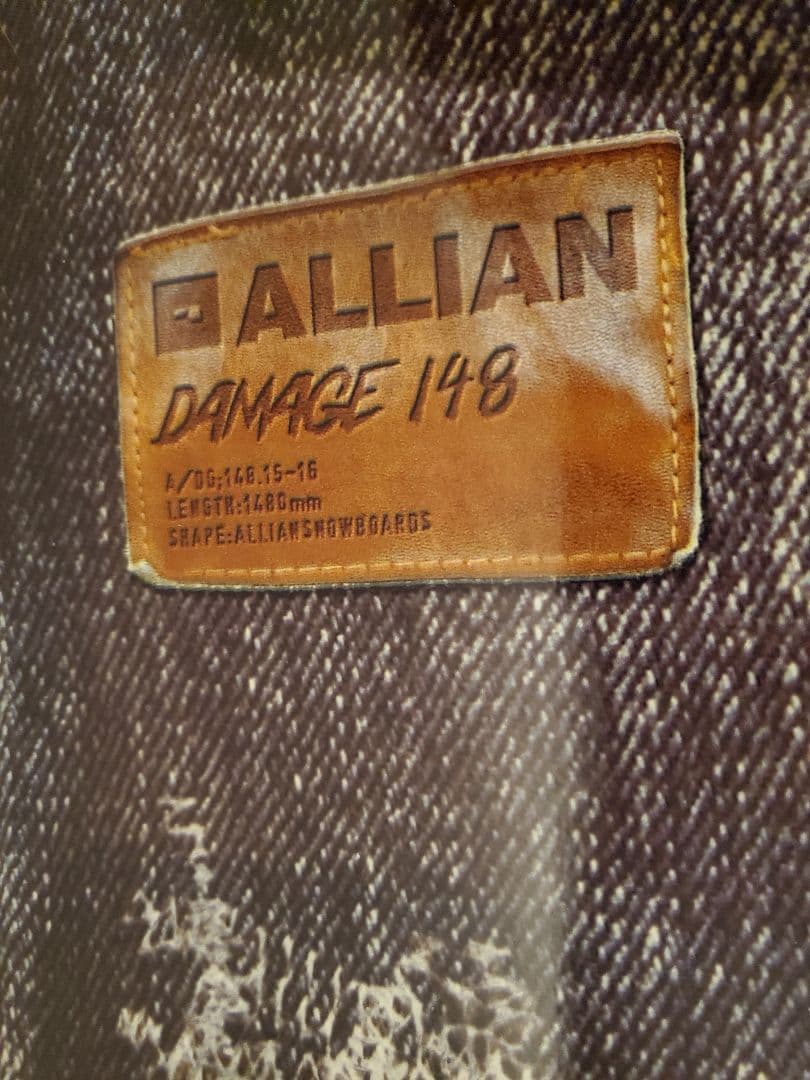 ALLIAN
DAMAGE 148
A/DG;148.15-16
LENGTH:1480mm
SHAPE:ALLIANSNOWBOARDS